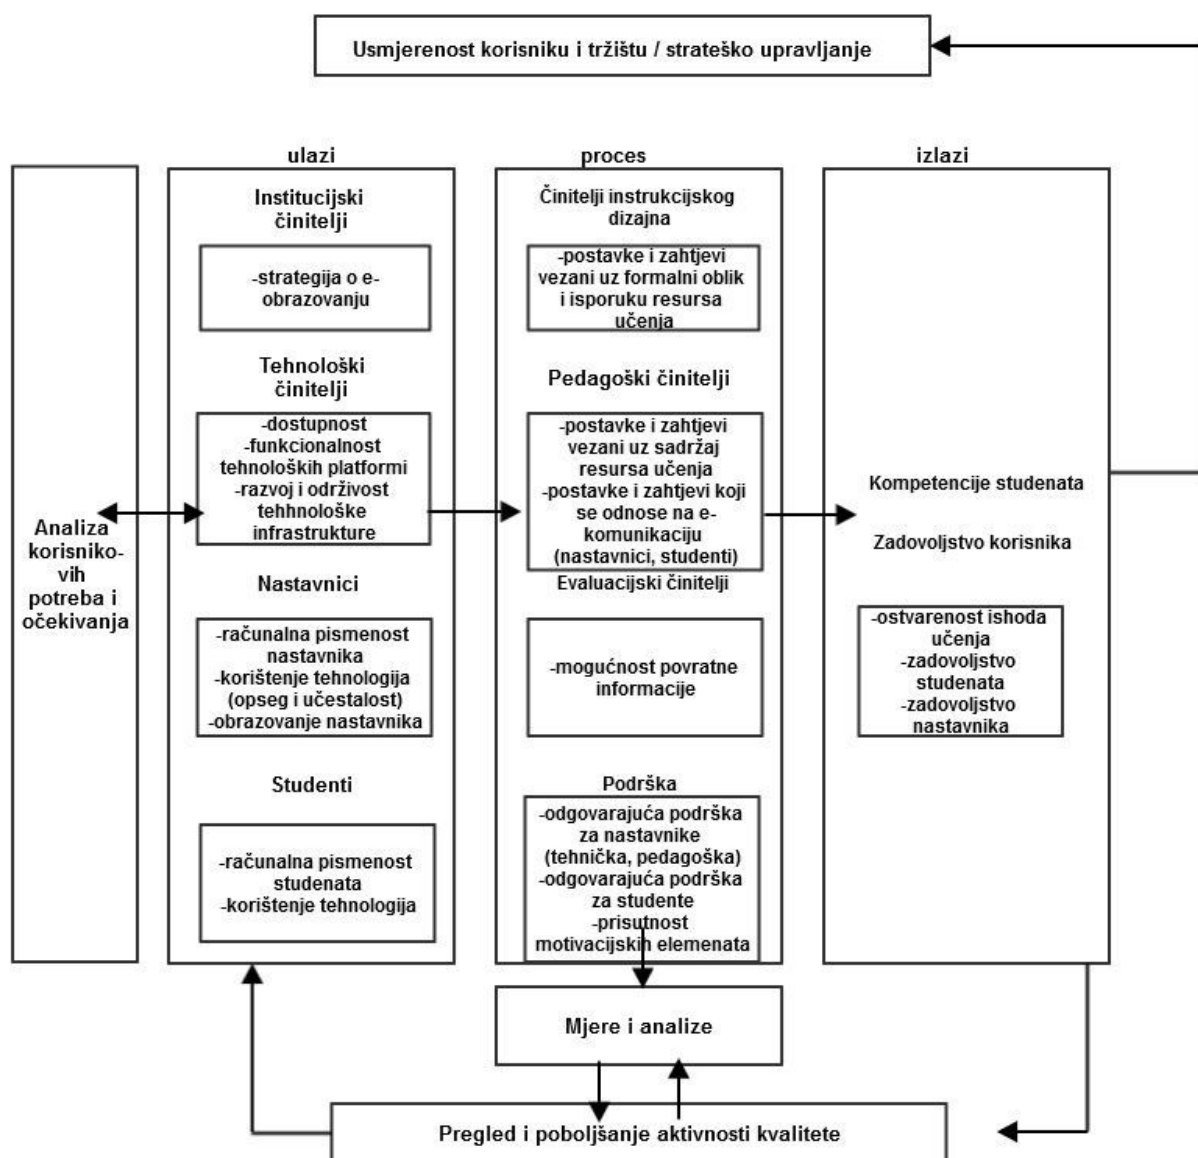 Usmjerenost korisniku i tržištu / strateško upravljanje
Analiza
korisniko-
vih
potreba i
očekivanja
ulazi
Institucijski
činitelji
-strategija o e-
obrazovanju
Tehnološki
činitelji
-dostupnost
-funkcionalnost
tehnoloških platformi
-razvoj i održivost
tehhnološke
infrastrukture
Nastavnici
-računalna pismenost
nastavnika
-korištenje tehnologija
(opseg i učestalost)
-obrazovanje nastavnika
Studenti
-računalna pismenost
studenata
-korištenje tehnologija
proces
Činitelji instrukcijskog
dizajna
-postavke i zahtjevi
vezani uz formalni oblik
i isporuku resursa
učenja
Pedagoški činitelji
-postavke i zahtjevi
vezani uz sadržaj
resursa učenja
-postavke i zahtjevi koji
se odnose na e-
komunikaciju
(nastavnici, studenti)
Evaluacijski činitelji
-mogućnost povratne
informacije
Podrška
-odgovarajuća podrška
za nastavnike
(tehnička, pedagoška)
-odgovarajuća podrška
za studente
-prisutnost
motivacijskih elemenata
izlazi
Kompetencije studenata
Zadovoljstvo korisnika
-ostvarenost ishoda
učenja
-zadovoljstvo
studenata
-zadovoljstvo
nastavnika
Mjere i analize
Pregled i poboljšanje aktivnosti kvalitete